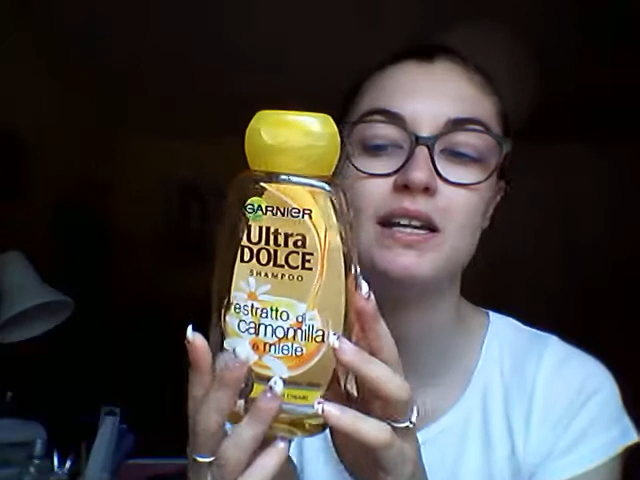 GARNIER
Ultra
DOLCE
SHAMPOO
estratto di
camomilla
e miele